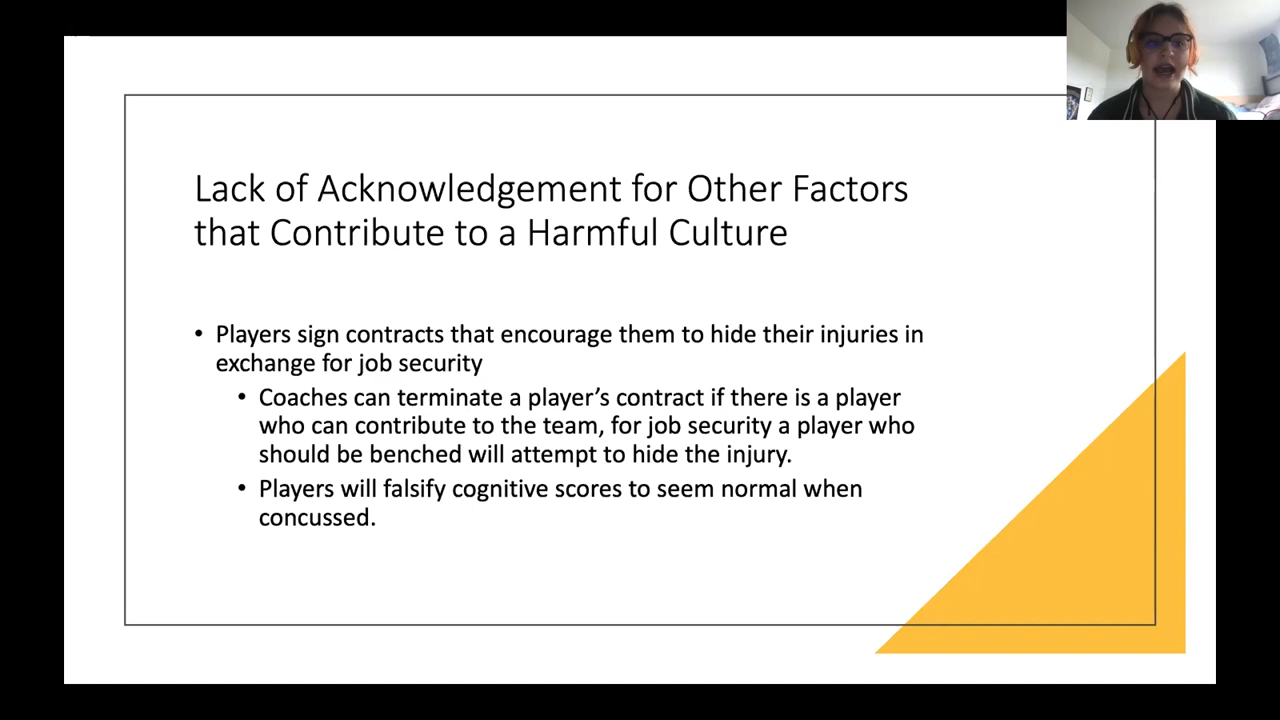 Lack of Acknowledgement for Other Factors
that Contribute to a Harmful Culture
• Players sign contracts that encourage them to hide their injuries in
exchange for job security
• Coaches can terminate a player’s contract if there is a player
who can contribute to the team, for job security a player who
should be benched will attempt to hide the injury.
• Players will falsify cognitive scores to seem normal when
concussed.